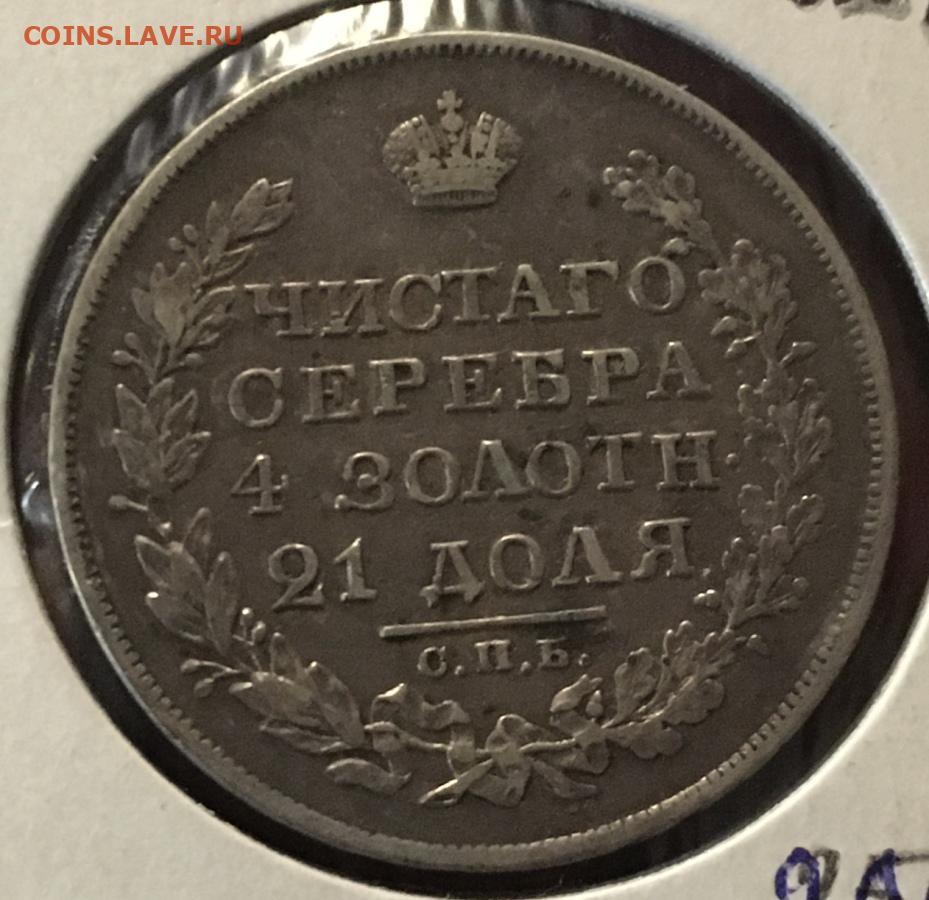 COINS.LAVE.RU
ЧИСТАГО
СЕРЕБРА
4 ЗОЛОТН.
21 ДОЛЯ.
С.П.Б.